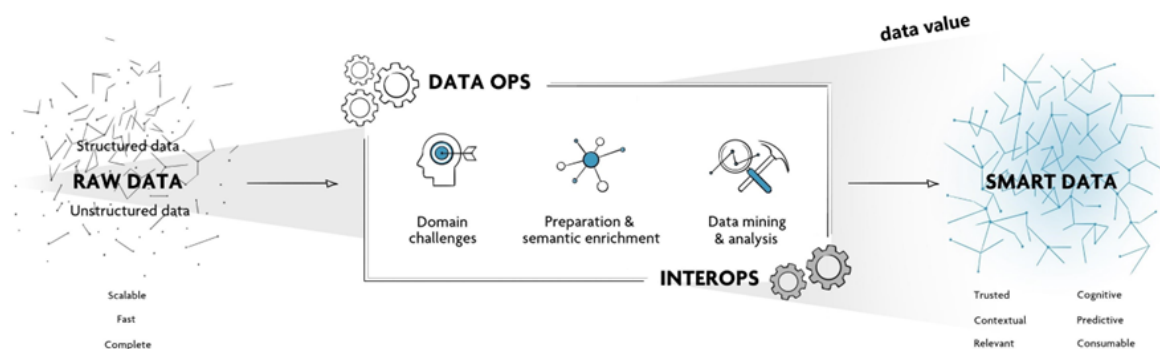 data value
DATA OPS
Structured data
RAW DATA
Unstructured data
Domain
challenges
Preparation &
semantic enrichment
Data mining
& analysis
INTEROPS
SMART DATA
Scalable
Fast
Complete
Trusted
Contextual
Relevant
Cognitive
Predictive
Consumable